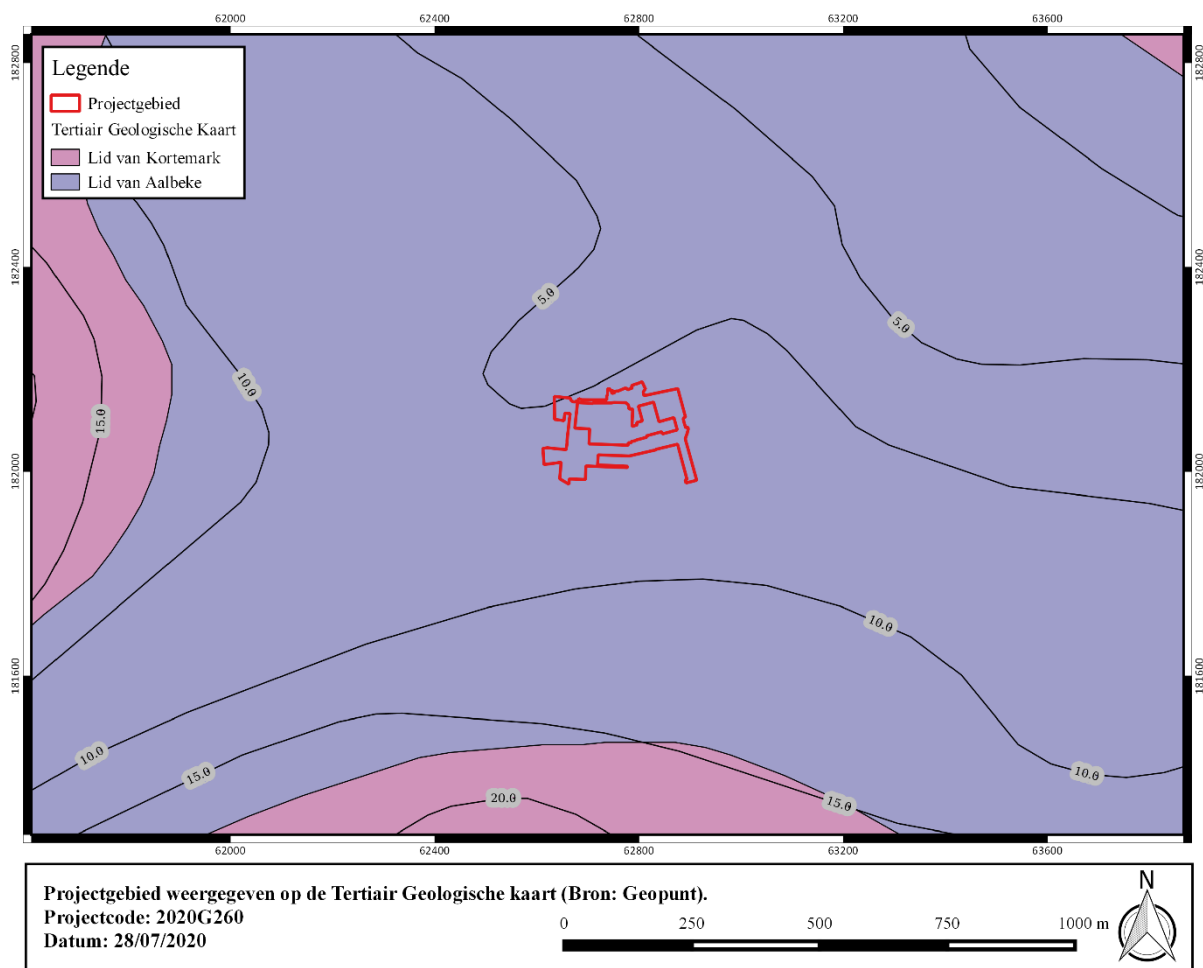 62000 62400 62800 63200 63600
182800 182800
Legende
Projectgebied
Tertiair Geologische Kaart
Lid van Kortemark
Lid van Aalbeke
182400 182400
5.0
5.0
10.0
15.0
182000 182000
10.0
181600 181600
10.0
15.0
10.0
20.0
15.0
62000 62400 62800 63200 63600
Projectgebied weergegeven op de Tertiair Geologische kaart (Bron: Geopunt).
Projectcode: 2020G260
Datum: 28/07/2020
0 250 500 750 1000 m
N